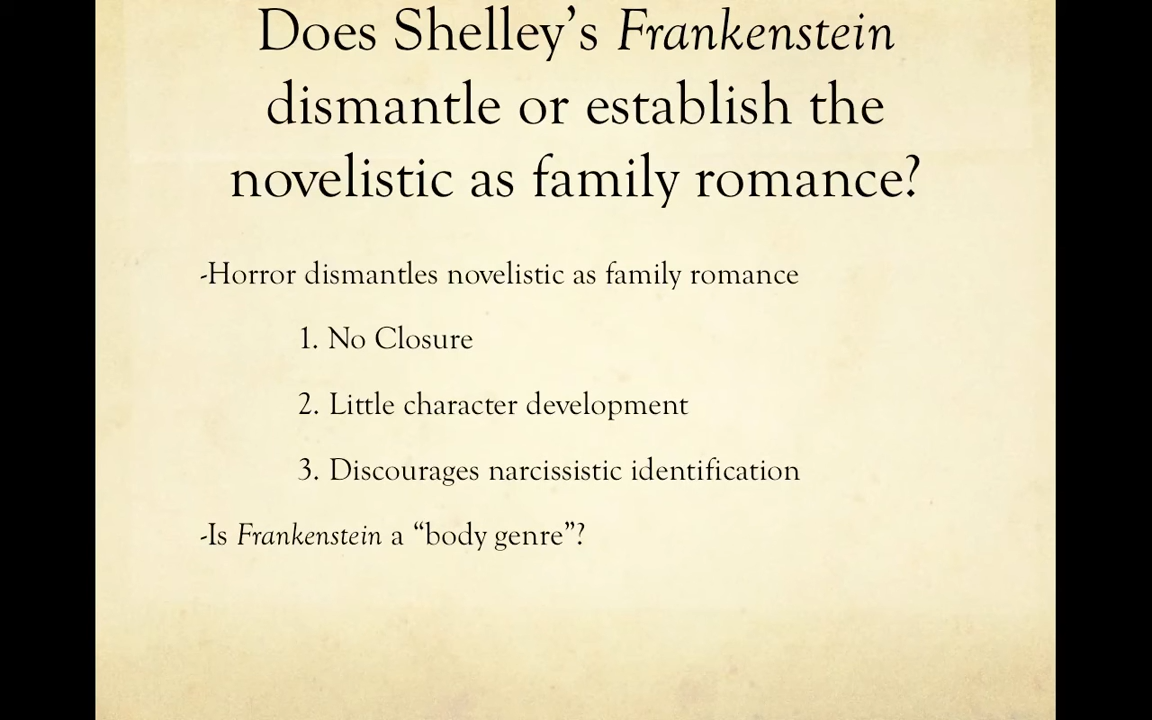 Does Shelley’s Frankenstein
dismantle or establish the
novelistic as family romance?
-Horror dismantles novelistic as family romance
1. No Closure
2. Little character development
3. Discourages narcissistic identification
-Is Frankenstein a “body genre”?